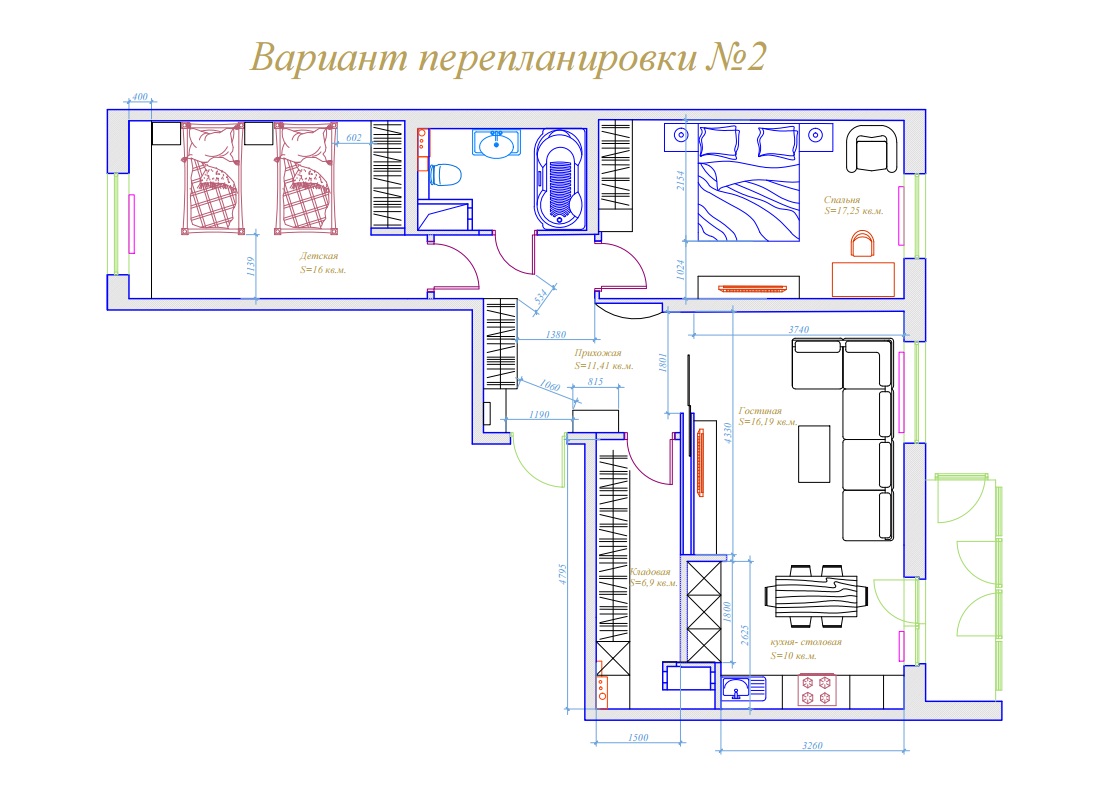 Вариант перепланировки №2
400
602
Детская
S=16 кв.м.
1139
2154
Спальня
S=17,25 кв.м.
1024
534
1380
3740
Прихожая
S=11,41 кв.м.
1801
1060
815
1190
Гостиная
S=16,19 кв.м.
4330
4795
Кладовая
S=6,9 кв.м.
1800
2625
кухня- столовая
S=10 кв.м.
1500
3260